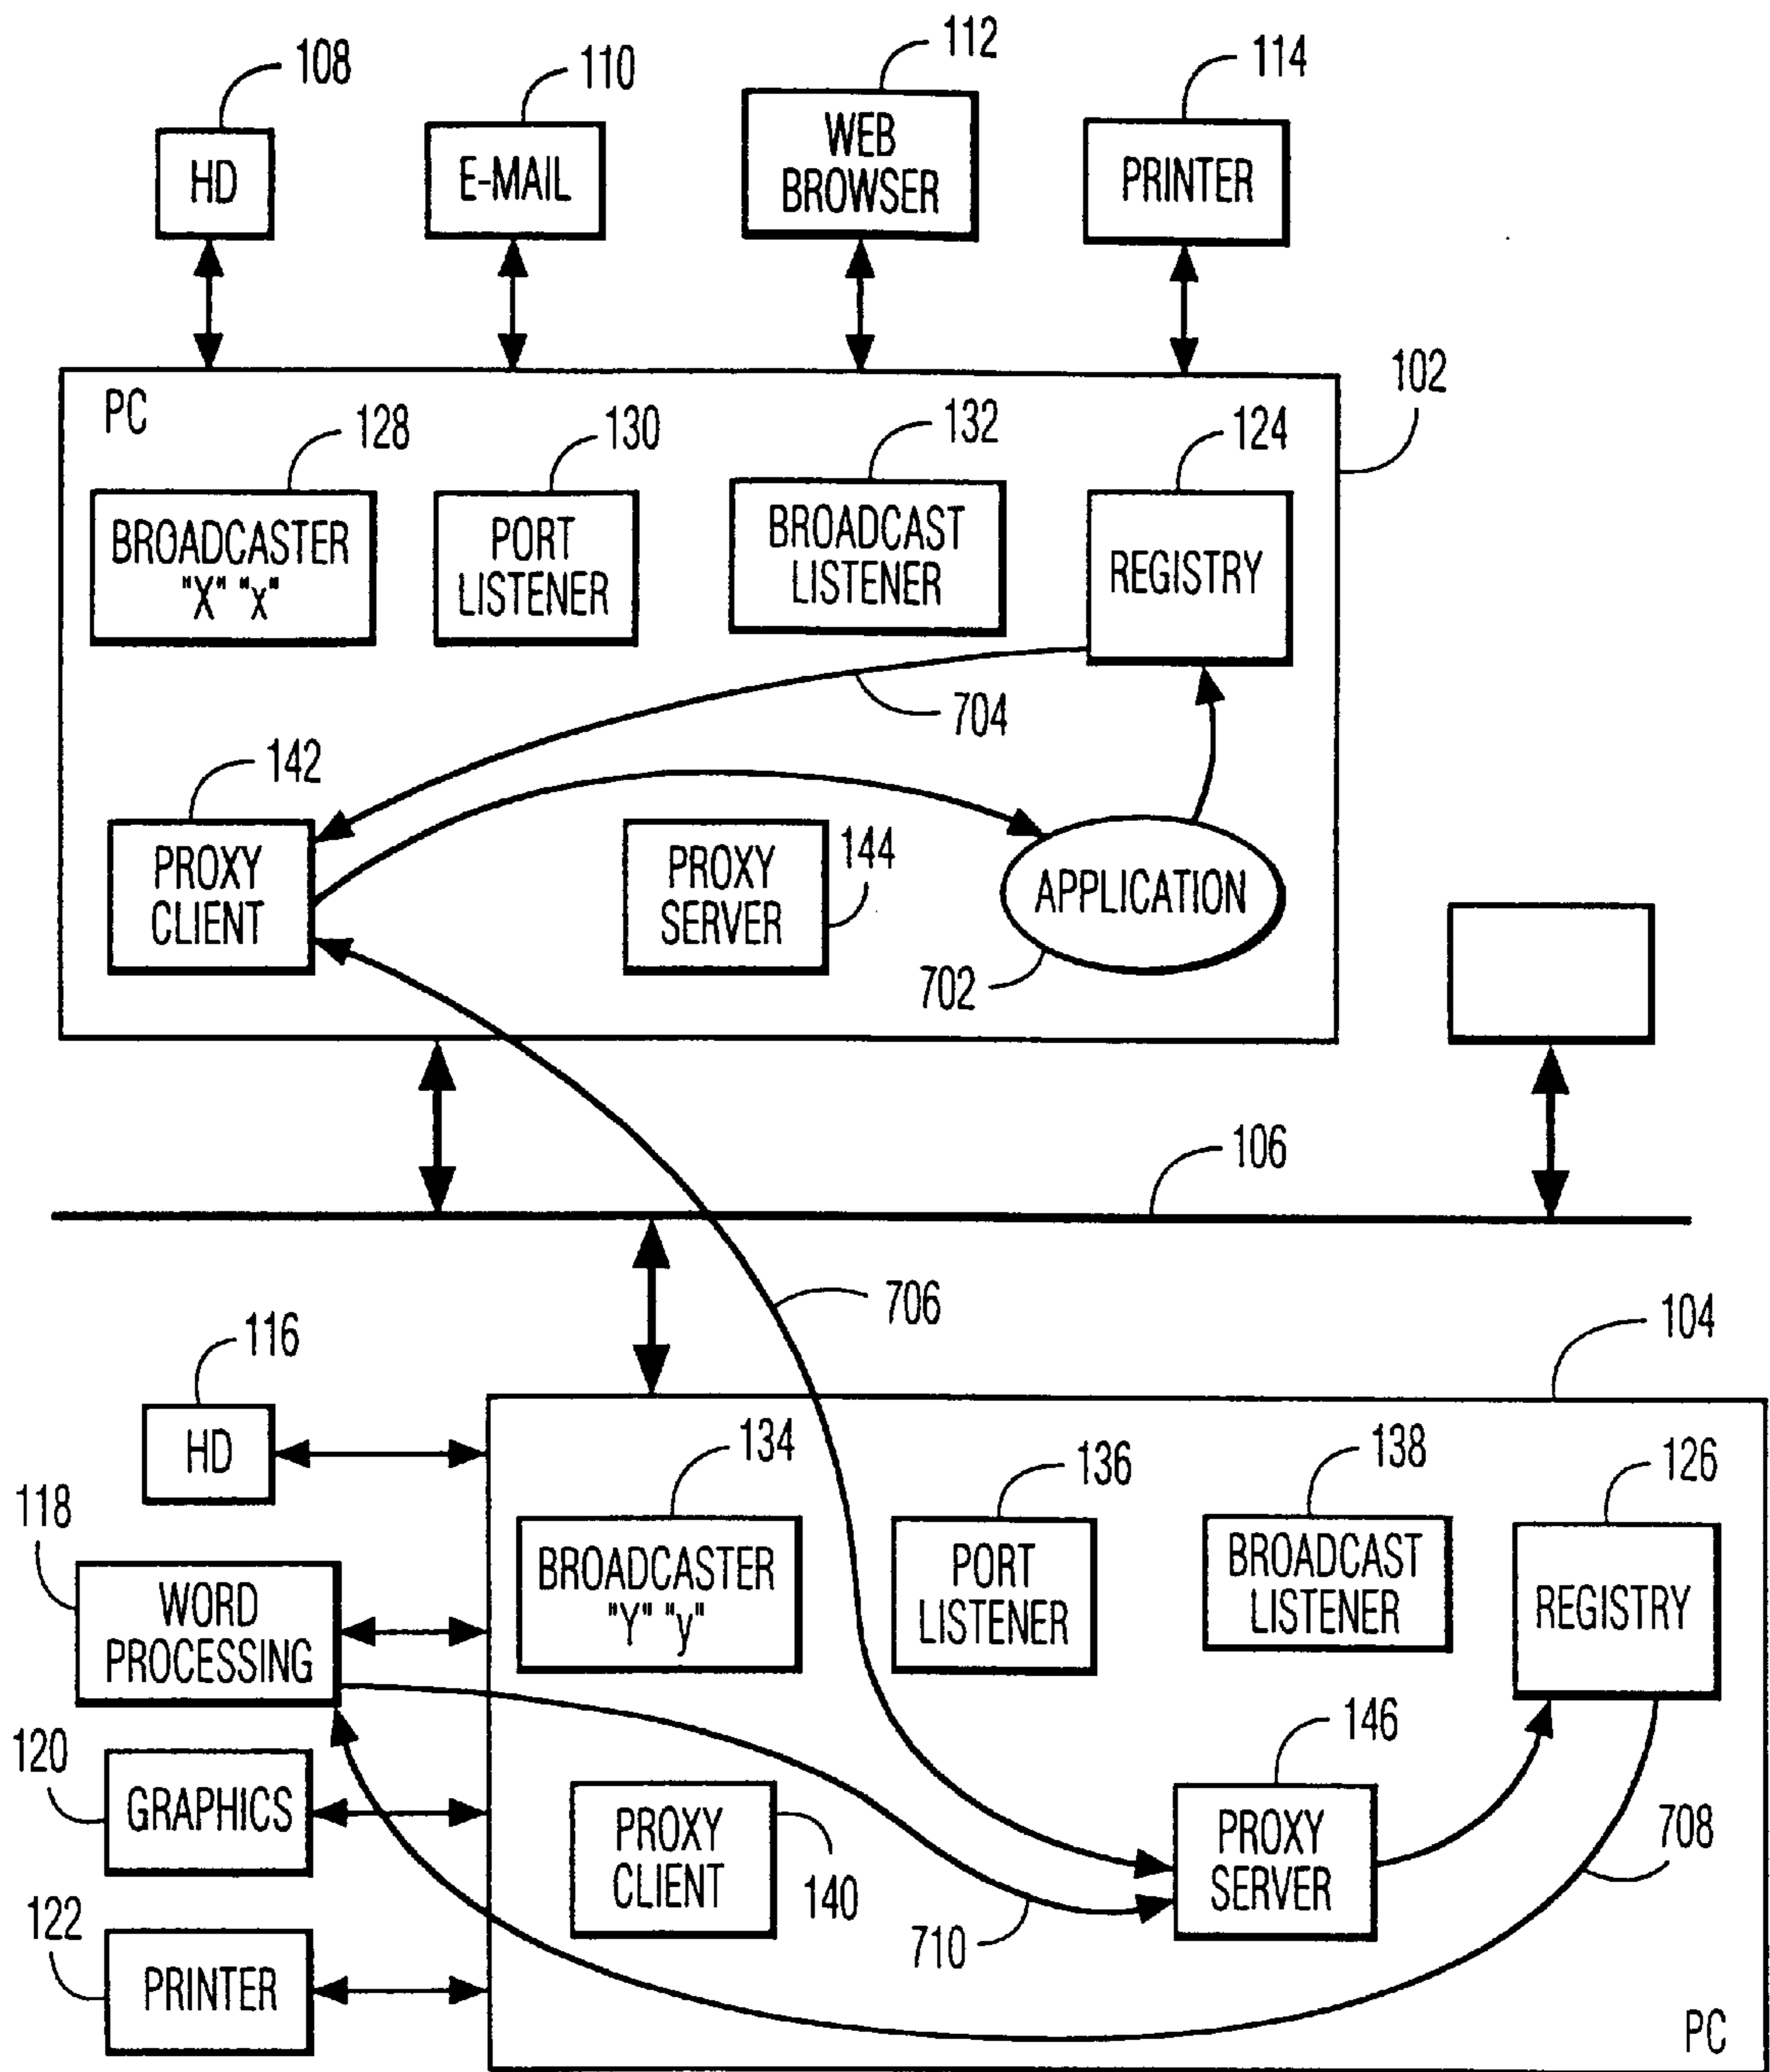 108
110
112
114
HD
E-MAIL
WEB
BROWSER
PRINTER
102
PC
128
130
132
124
BROADCASTER
"X" "x"
PORT
LISTENER
BROADCAST
LISTENER
REGISTRY
704
142
PROXY
CLIENT
PROXY
SERVER
144
APPLICATION
702
106
706
104
116
HD
134
136
138
126
118
WORD
PROCESSING
BROADCASTER
"Y" "y"
PORT
LISTENER
BROADCAST
LISTENER
REGISTRY
146
120
GRAPHICS
PROXY
CLIENT
140
PROXY
SERVER
708
710
122
PRINTER
PC